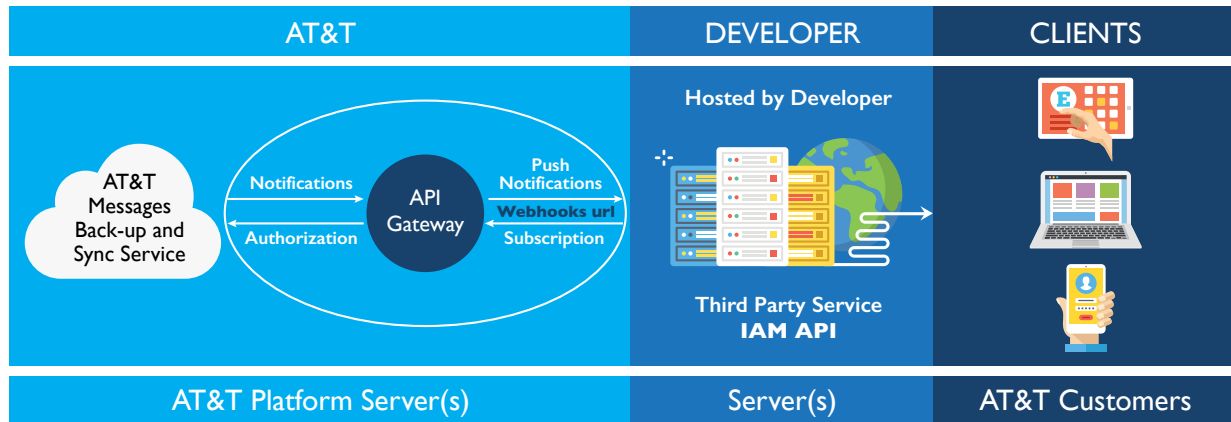 AT&T
DEVELOPER
CLIENTS
AT&T
Messages
Back-up and
Sync Service
Notifications
Authorization
API
Gateway
Push
Notifications
Webhooks url
Subscription
Hosted by Developer
Third Party Service
IAM API
E
AT&T Platform Server(s)
Server(s)
AT&T Customers